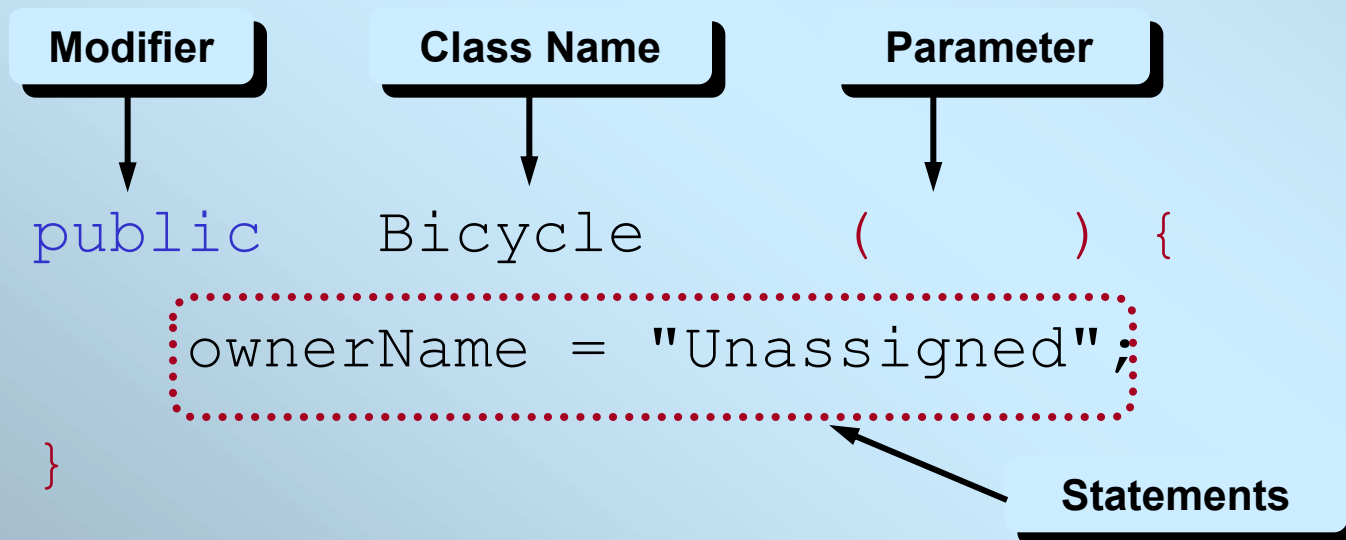 Modifier Class Name Parameter
public Bicycle ( ) {
ownerName = "Unassigned";
}
Statements